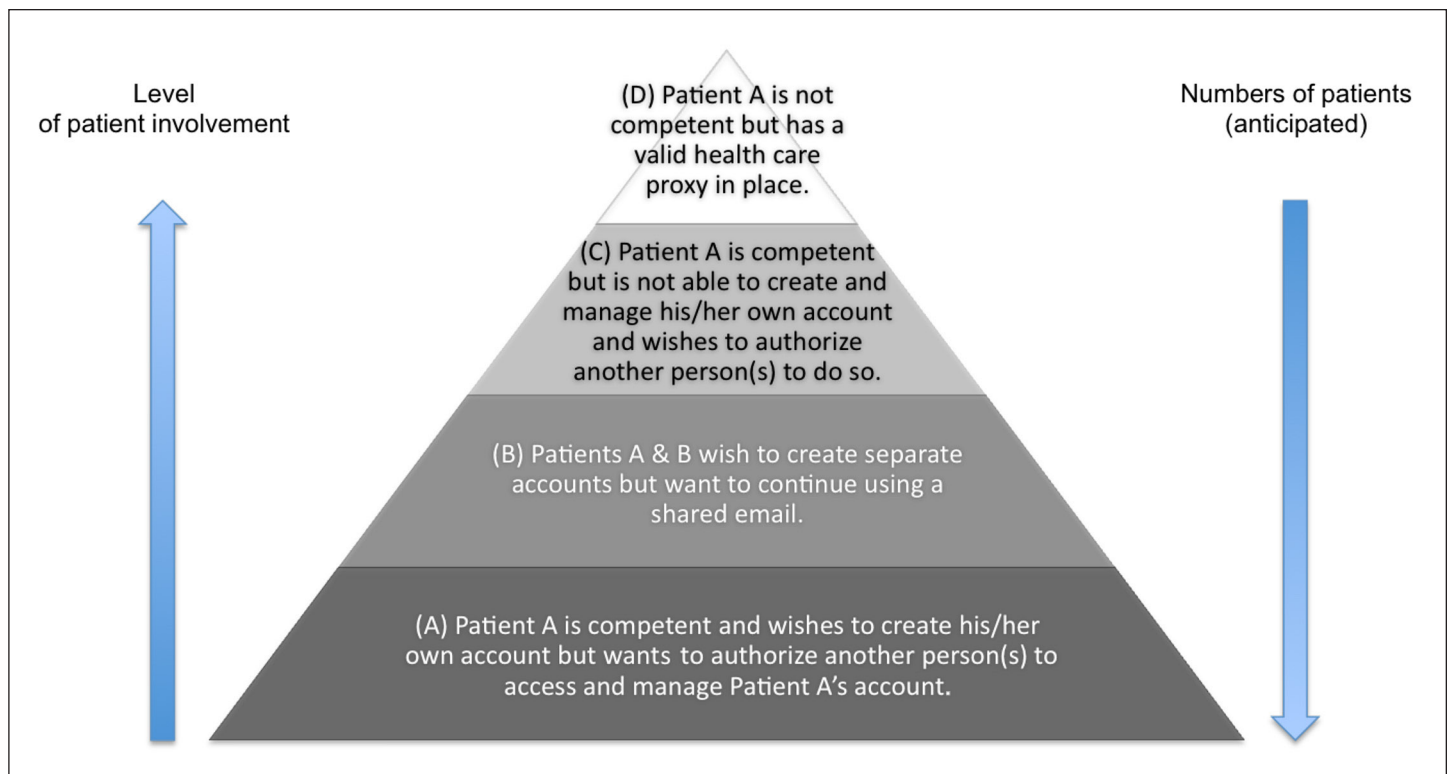 Level
of patient involvement
Numbers of patients
(anticipated)
(D) Patient A is not
competent but has a
valid health care
proxy in place.
(C) Patient A is competent
but is not able to create and
manage his/her own account
and wishes to authorize
another person(s) to do so.
(B) Patients A & B wish to create separate
accounts but want to continue using a
shared email.
(A) Patient A is competent and wishes to create his/her
own account but wants to authorize another person(s) to
access and manage Patient A’s account.